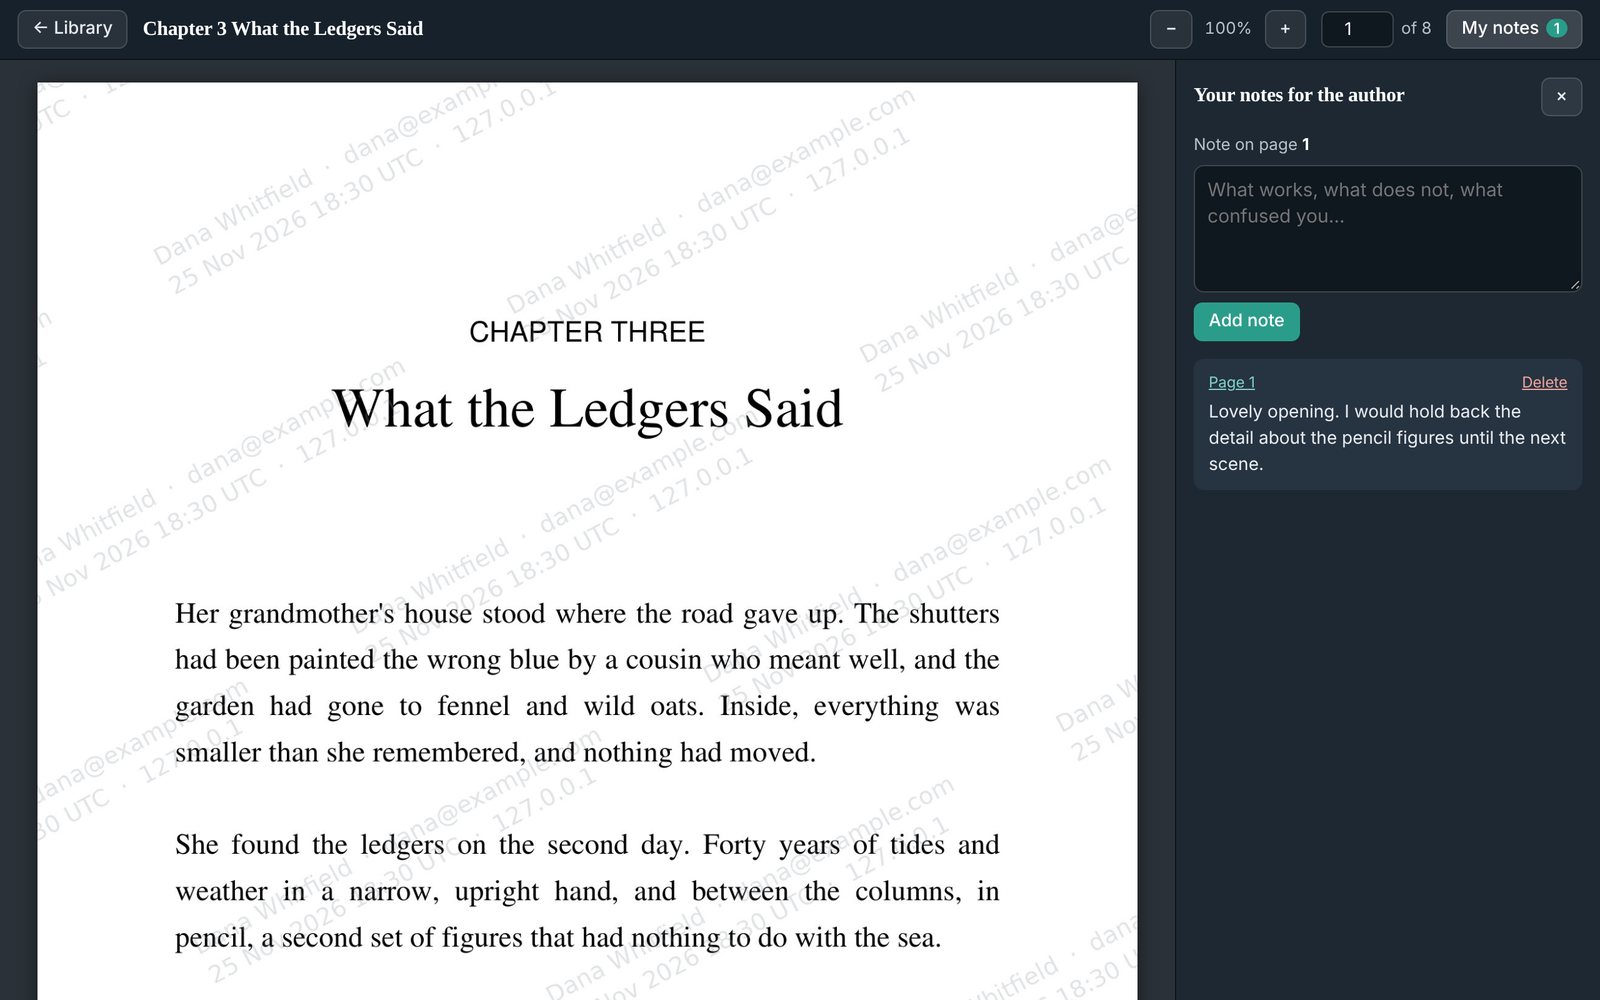 ← Library
Chapter 3 What the Ledgers Said
− 100% + 1 of 8 My notes 1
CHAPTER THREE
What the Ledgers Said
Her grandmother's house stood where the road gave up. The shutters
had been painted the wrong blue by a cousin who meant well, and the
garden had gone to fennel and wild oats. Inside, everything was
smaller than she remembered, and nothing had moved.
She found the ledgers on the second day. Forty years of tides and
weather in a narrow, upright hand, and between the columns, in
pencil, a second set of figures that had nothing to do with the sea.
Dana Whitfield · dana@example.com
25 Nov 2026 18:30 UTC · 127.0.0.1
Your notes for the author
×
Note on page 1
What works, what does not, what
confused you...
Add note
Page 1
Delete
Lovely opening. I would hold back the
detail about the pencil figures until the next
scene.